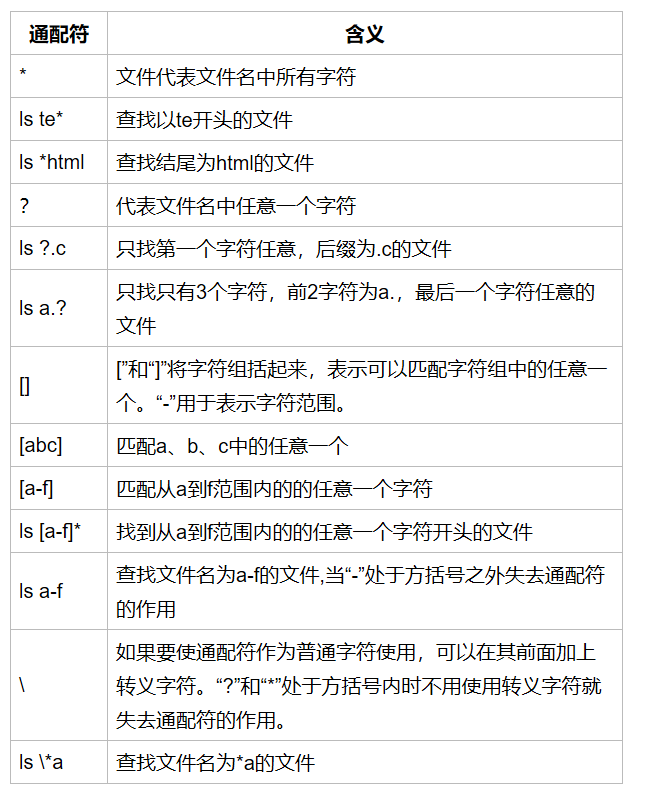 通配符 含义
* 文件代表文件名中所有字符
ls te* 查找以te开头的文件
ls *html 查找结尾为html的文件
? 代表文件名中任意一个字符
ls ?.c 只找第一个字符任意，后缀为.c的文件
ls a.? 只找只有3个字符，前2字符为a.，最后一个字符任意的
文件
[] [”和“]”将字符组括起来，表示可以匹配字符组中的任意一
个。“-”用于表示字符范围。
[abc] 匹配a、b、c中的任意一个
[a-f] 匹配从a到f范围内的的任意一个字符
ls [a-f]* 找到从a到f范围内的的任意一个字符开头的文件
ls a-f 查找文件名为a-f的文件,当“-”处于方括号之外失去通配符
的作用
\ 如果要使通配符作为普通字符使用，可以在其前面加上
转义字符。“?”和“*”处于方括号内时不用使用转义字符就
失去通配符的作用。
ls \*a 查找文件名为*a的文件